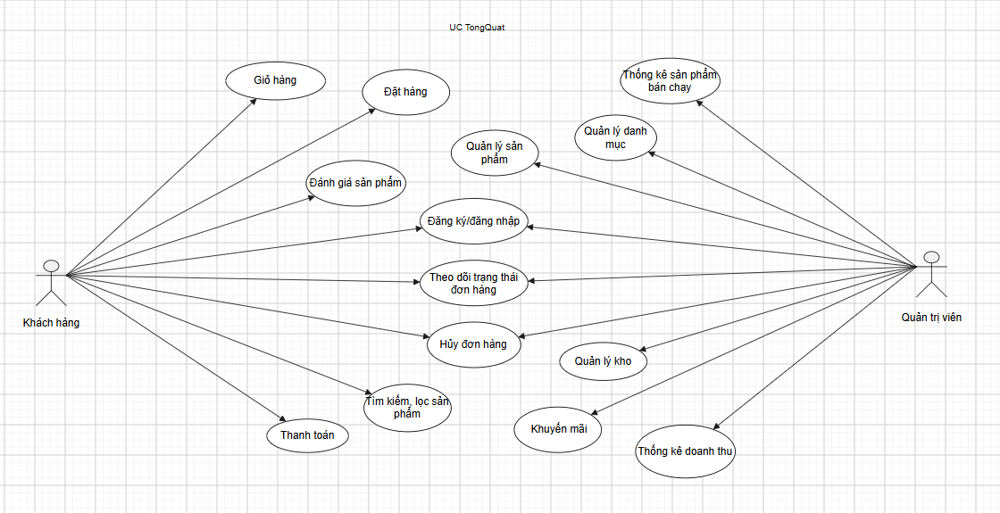 UC TongQuat
Giỏ hàng
Đặt hàng
Thống kê sản phẩm
bán chạy
Quản lý danh
mục
Quản lý sản
phẩm
Đánh giá sản phẩm
Đăng ký/đăng nhập
Theo dõi trạng thái
đơn hàng
Khách hàng
Quản trị viên
Hủy đơn hàng
Quản lý kho
Tìm kiếm, lọc sản
phẩm
Thanh toán
Khuyến mãi
Thống kê doanh thu